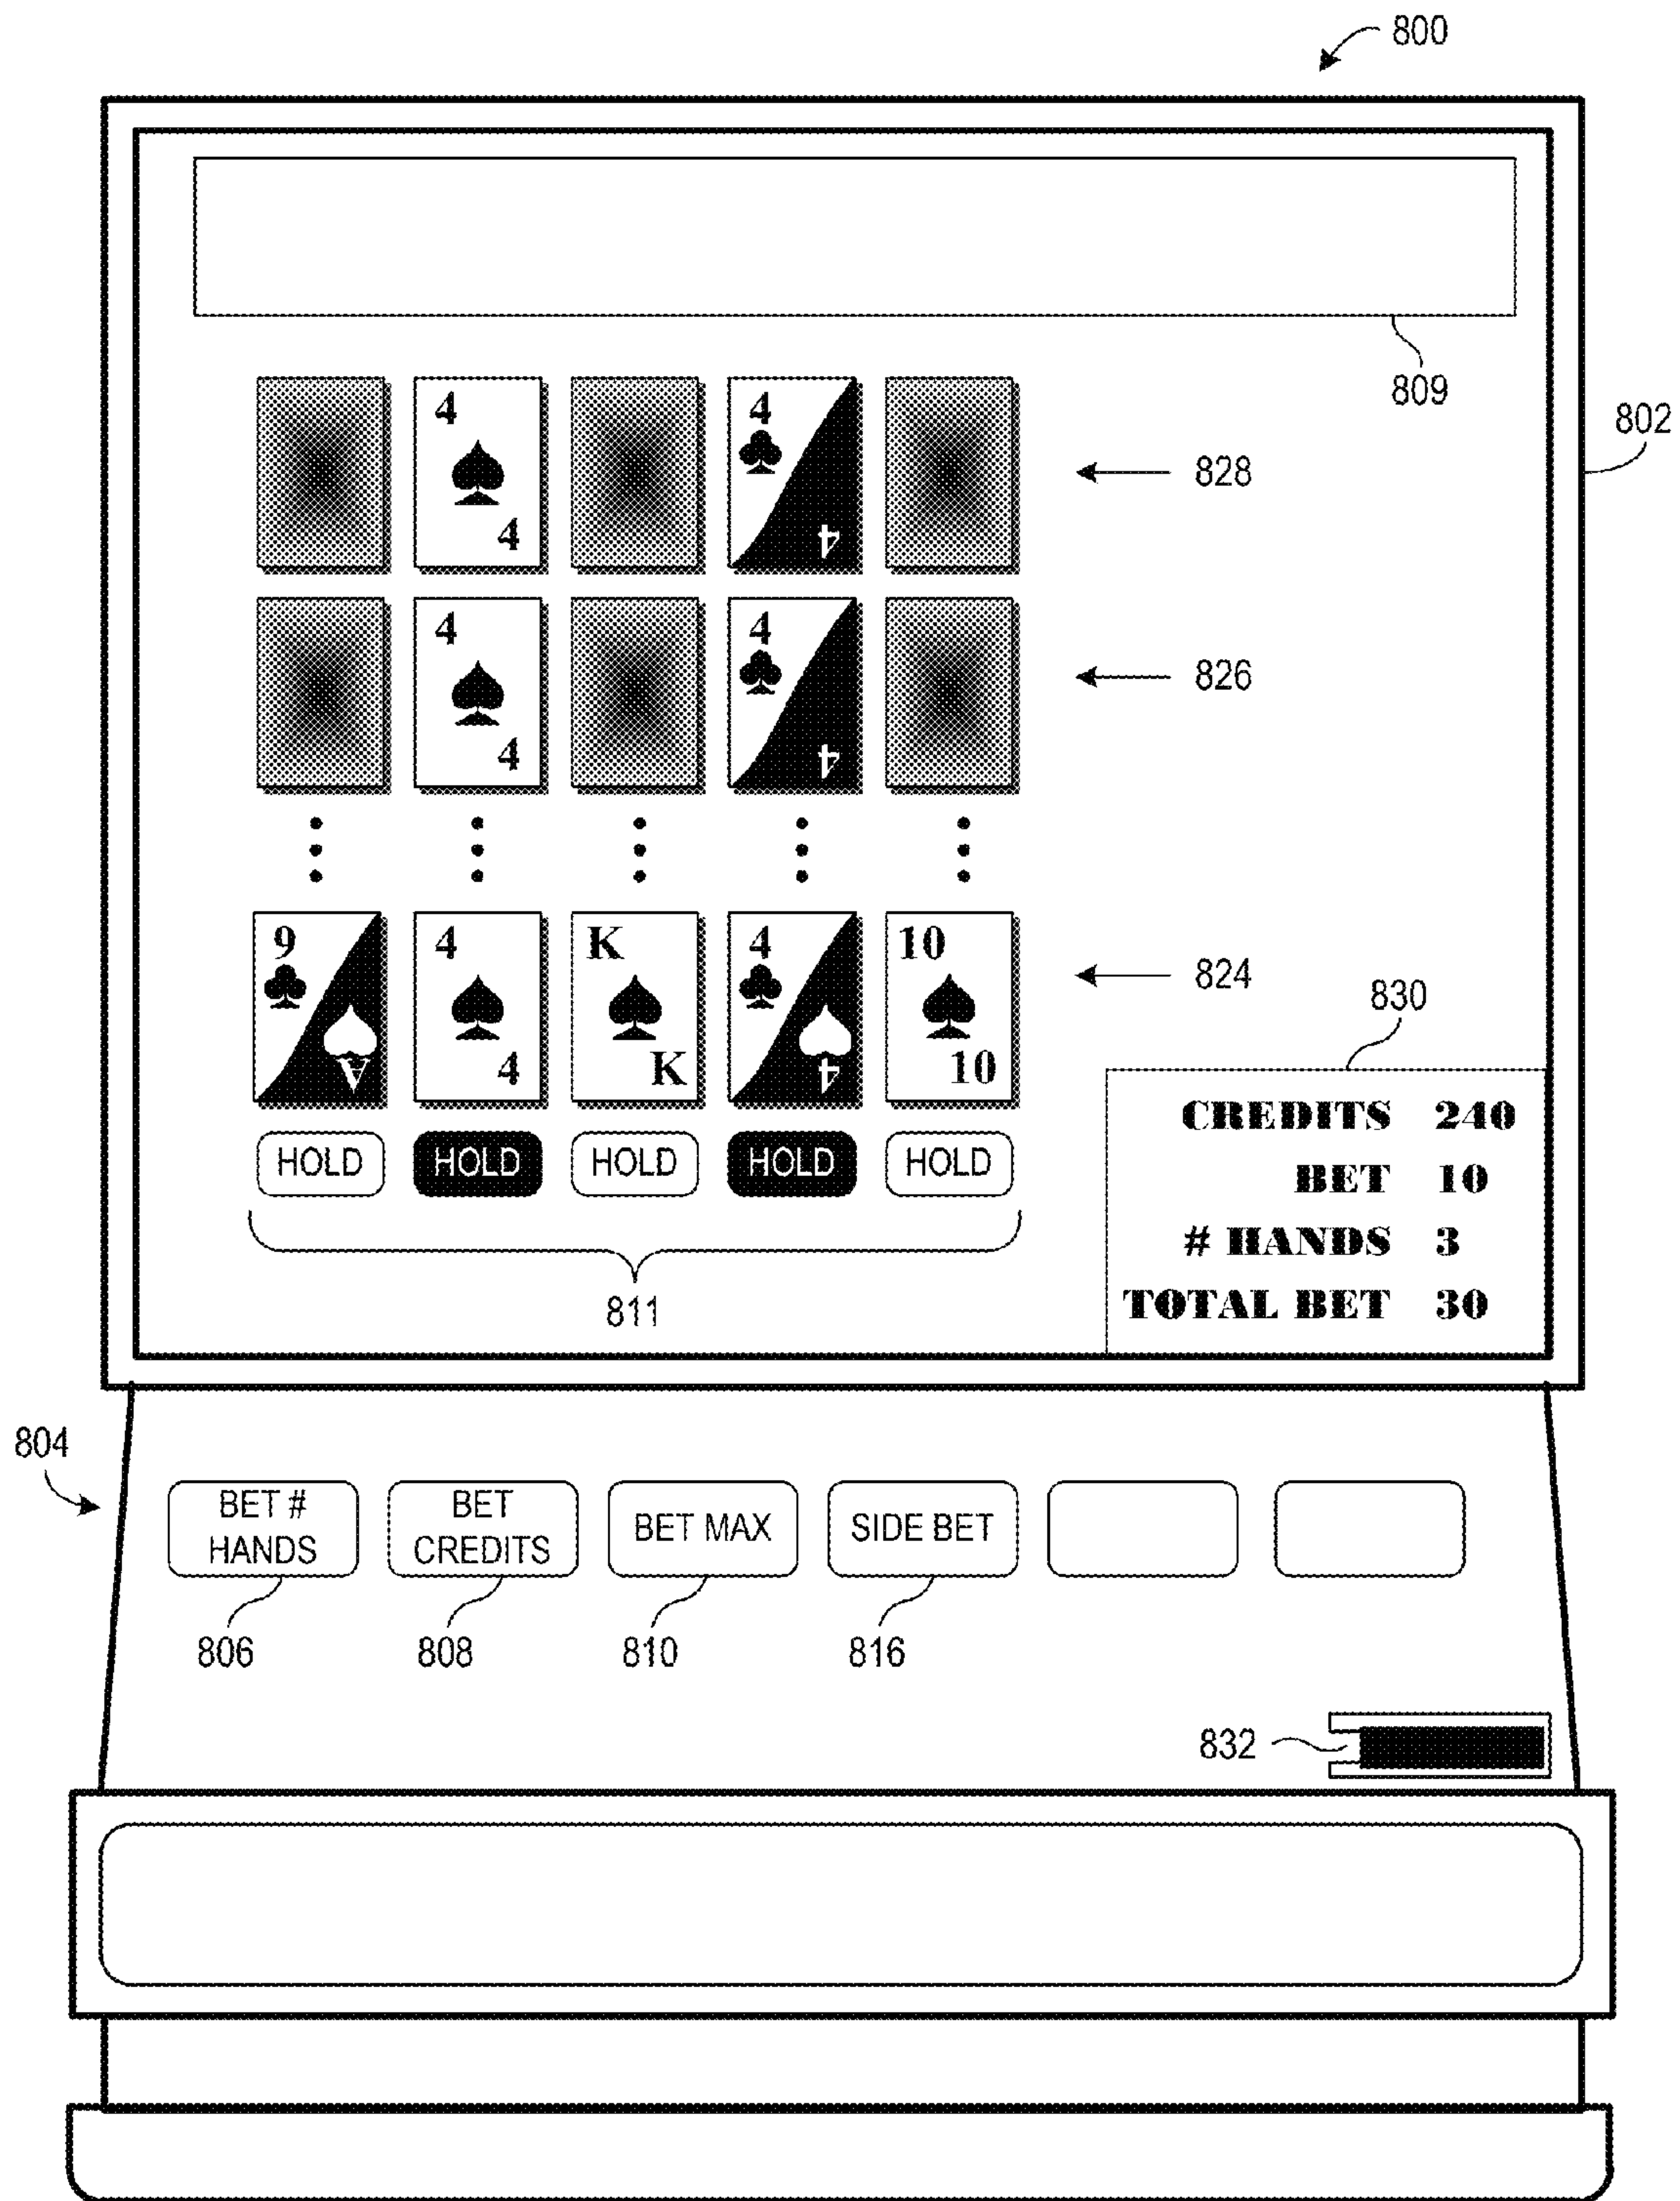 800
809
802
4 4
4 4
828
4 4
4 4
826
9 A
4 4
K K
4 4
10 10
824
830
HOLD HOLD HOLD HOLD HOLD
811
CREDITS 240
BET 10
# HANDS 3
TOTAL BET 30
804
BET # HANDS
BET CREDITS
BET MAX
SIDE BET
806
808
810
816
832